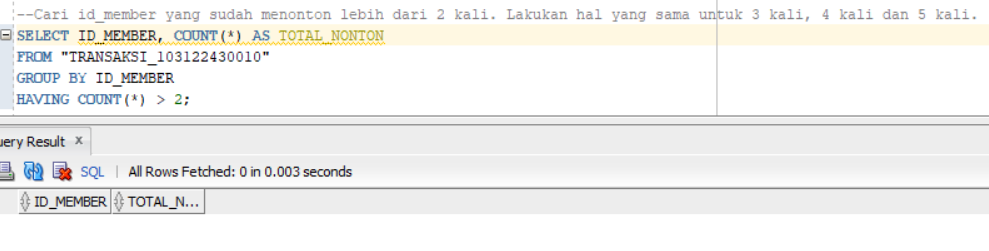 --Cari id_member yang sudah menonton lebih dari 2 kali. Lakukan hal yang sama untuk 3 kali, 4 kali dan 5 kali.
SELECT ID_MEMBER, COUNT(*) AS TOTAL_NONTON
FROM "TRANSAKSI_103122430010"
GROUP BY ID_MEMBER
HAVING COUNT(*) > 2;
uery Result x
SQL | All Rows Fetched: 0 in 0.003 seconds
ID_MEMBER TOTAL_N...